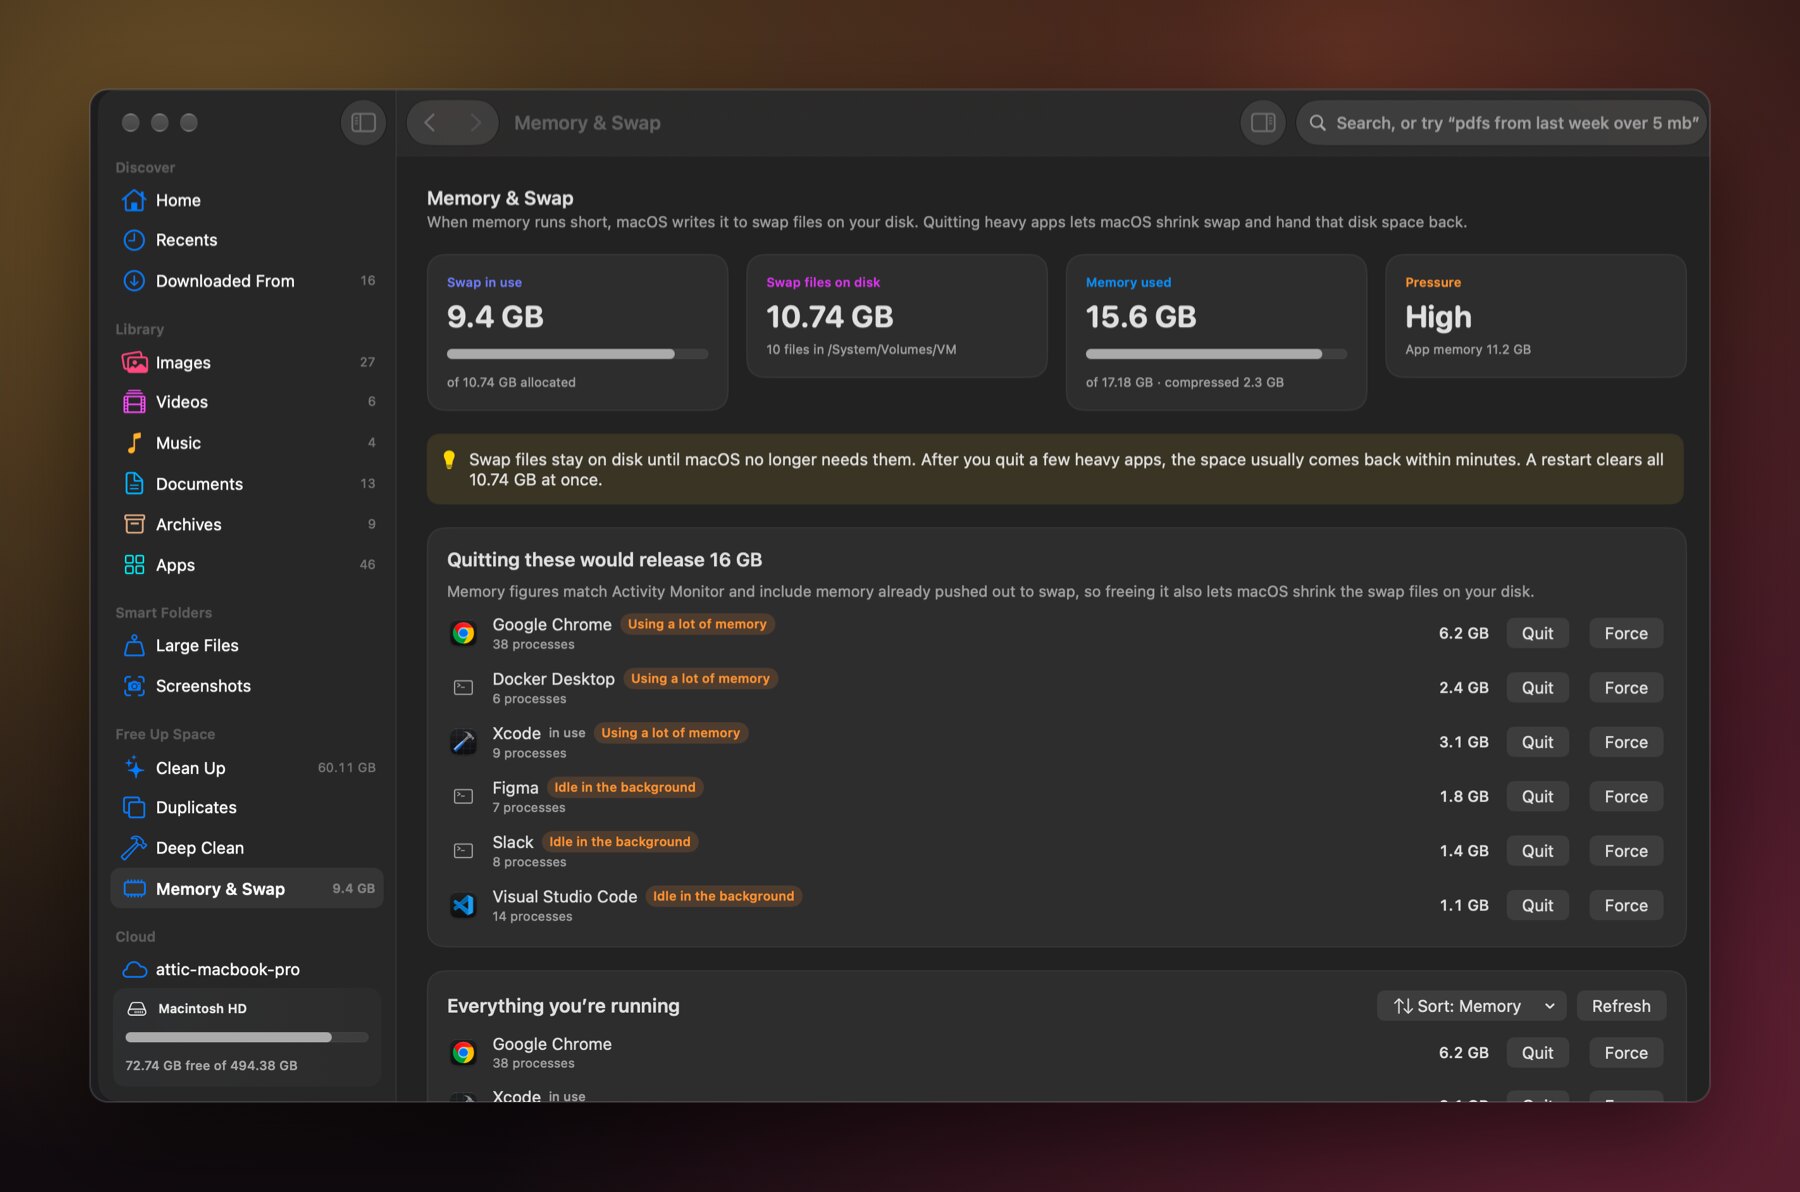 Memory & Swap
Search, or try “pdfs from last week over 5 mb”
Discover
Home
Recents
Downloaded From 16
Library
Images 27
Videos 6
Music 4
Documents 13
Archives 9
Apps 46
Smart Folders
Large Files
Screenshots
Free Up Space
Clean Up 60.11 GB
Duplicates
Deep Clean
Memory & Swap 9.4 GB
Cloud
attic-macbook-pro
Macintosh HD
72.74 GB free of 494.38 GB
Memory & Swap
When memory runs short, macOS writes it to swap files on your disk. Quitting heavy apps lets macOS shrink swap and hand that disk space back.
Swap in use
9.4 GB
of 10.74 GB allocated
Swap files on disk
10.74 GB
10 files in /System/Volumes/VM
Memory used
15.6 GB
of 17.18 GB · compressed 2.3 GB
Pressure
High
App memory 11.2 GB
Swap files stay on disk until macOS no longer needs them. After you quit a few heavy apps, the space usually comes back within minutes. A restart clears all
10.74 GB at once.
Quitting these would release 16 GB
Memory figures match Activity Monitor and include memory already pushed out to swap, so freeing it also lets macOS shrink the swap files on your disk.
Google Chrome Using a lot of memory
38 processes
6.2 GB Quit Force
Docker Desktop Using a lot of memory
6 processes
2.4 GB Quit Force
Xcode in use Using a lot of memory
9 processes
3.1 GB Quit Force
Figma Idle in the background
7 processes
1.8 GB Quit Force
Slack Idle in the background
8 processes
1.4 GB Quit Force
Visual Studio Code Idle in the background
14 processes
1.1 GB Quit Force
Everything you’re running
Sort: Memory Refresh
Google Chrome
38 processes
6.2 GB Quit Force
Xcode in use